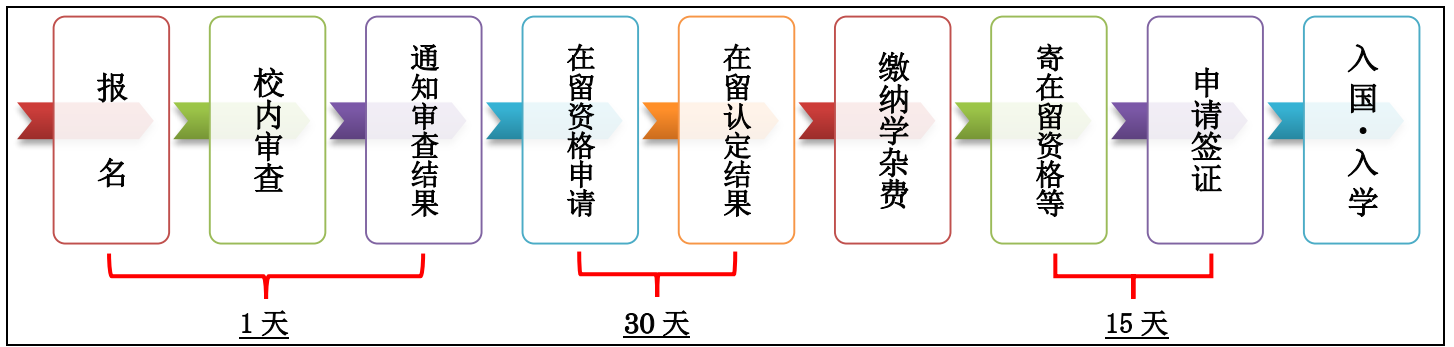 报名
校内审查
通知审查结果
在留资格申请
在留认定结果
缴纳学杂费
寄在留资格等
申请签证
入国·入学
1天
30天
15天